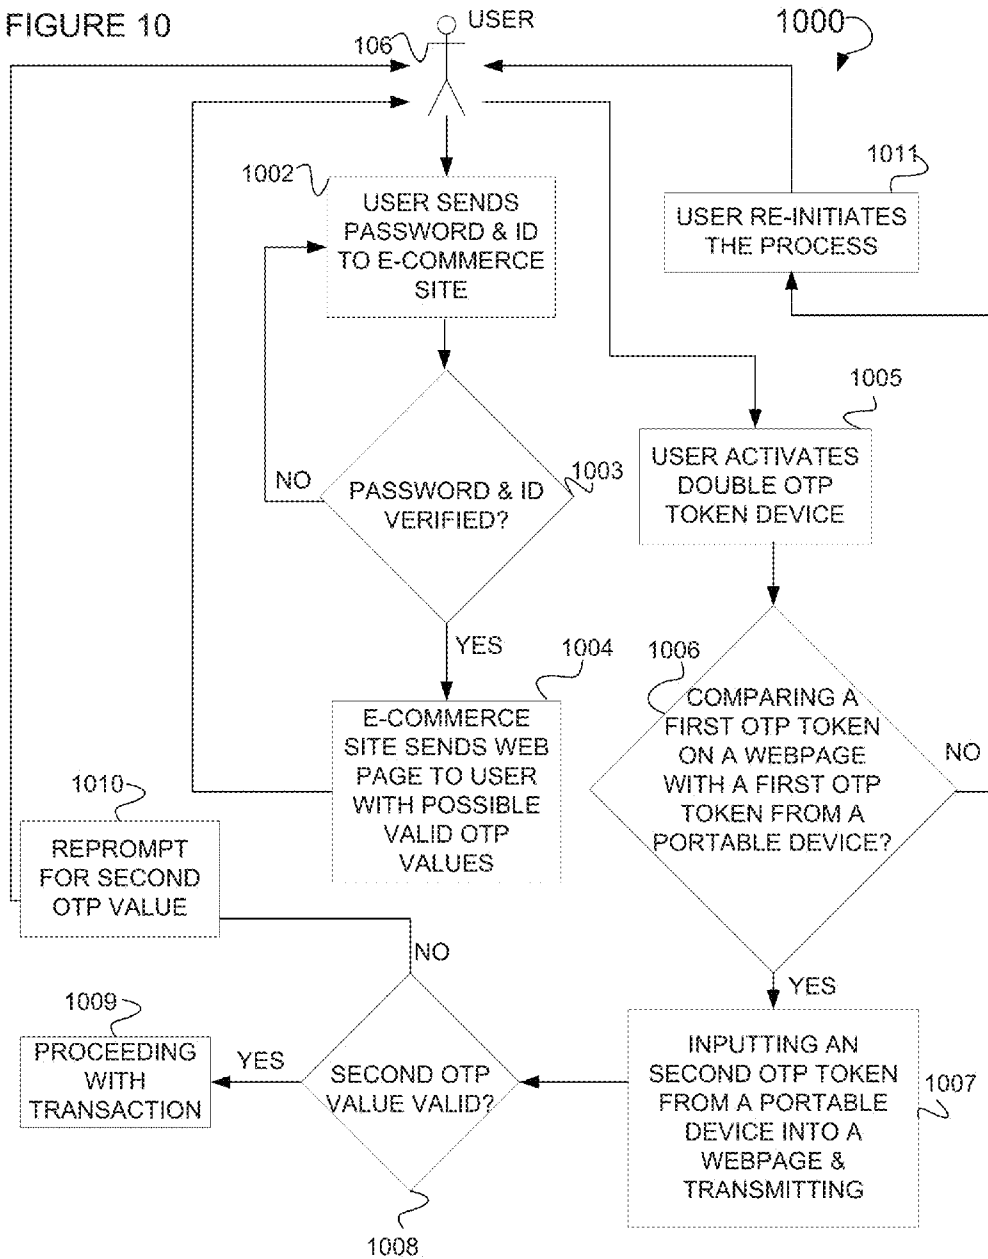 FIGURE 10
USER
1000
106
1002
USER SENDS
PASSWORD & ID
TO E-COMMERCE
SITE
1011
USER RE-INITIATES
THE PROCESS
1005
USER ACTIVATES
DOUBLE OTP
TOKEN DEVICE
NO
1003
PASSWORD & ID
VERIFIED?
YES
1004
E-COMMERCE
SITE SENDS WEB
PAGE TO USER
WITH POSSIBLE
VALID OTP
VALUES
1006
COMPARING A
FIRST OTP TOKEN
ON A WEBPAGE
WITH A FIRST OTP
TOKEN FROM A
PORTABLE DEVICE?
NO
YES
1010
REPROMPT
FOR SECOND
OTP VALUE
NO
1009
PROCEEDING
WITH
TRANSACTION
YES
SECOND OTP
VALUE VALID?
1008
INPUTTING AN
SECOND OTP TOKEN
FROM A PORTABLE
DEVICE INTO A
WEBPAGE &
TRANSMITTING
1007